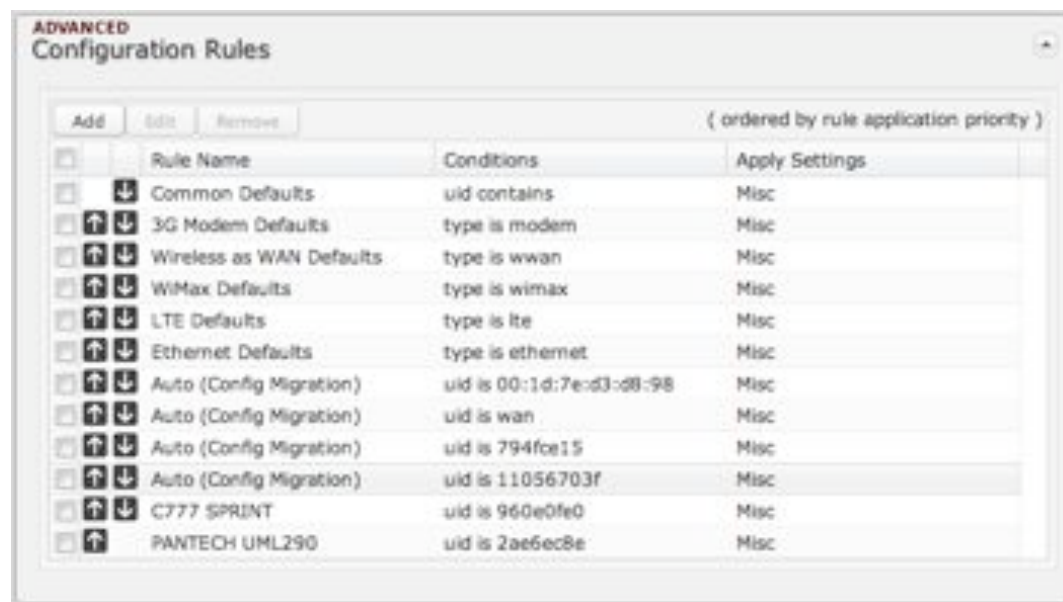 ADVANCED
Configuration Rules
Add Edit Remove ( ordered by rule application priority )
Rule Name Conditions Apply Settings
Common Defaults uid contains Misc
3G Modem Defaults type is modem Misc
Wireless as WAN Defaults type is wwan Misc
WiMax Defaults type is wimax Misc
LTE Defaults type is lte Misc
Ethernet Defaults type is ethernet Misc
Auto (Config Migration) uid is 00:1d:7e:d3:d8:98 Misc
Auto (Config Migration) uid is wan Misc
Auto (Config Migration) uid is 794fce15 Misc
Auto (Config Migration) uid is 11056703f Misc
C777 SPRINT uid is 960e0fe0 Misc
PANTECH UML290 uid is 2ae6ec8e Misc